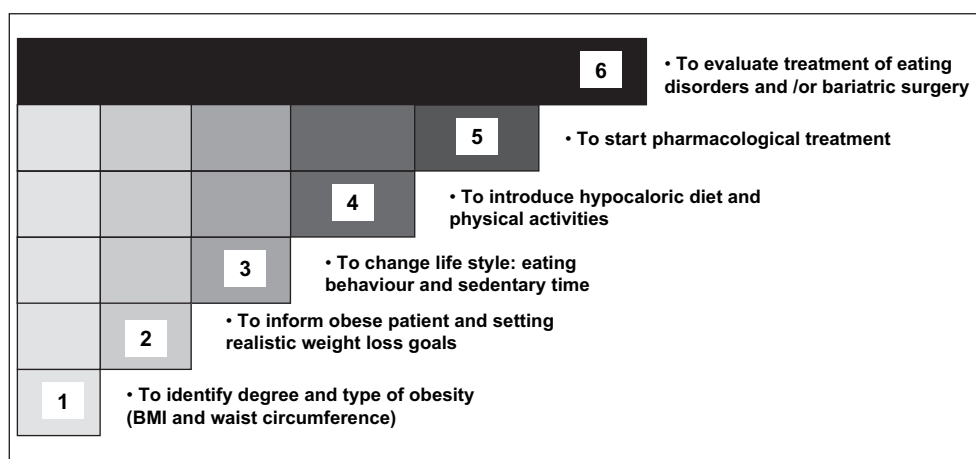 6
• To evaluate treatment of eating
disorders and /or bariatric surgery
5
• To start pharmacological treatment
4
• To introduce hypocaloric diet and
physical activities
3
• To change life style: eating
behaviour and sedentary time
2
• To inform obese patient and setting
realistic weight loss goals
1
• To identify degree and type of obesity
(BMI and waist circumference)